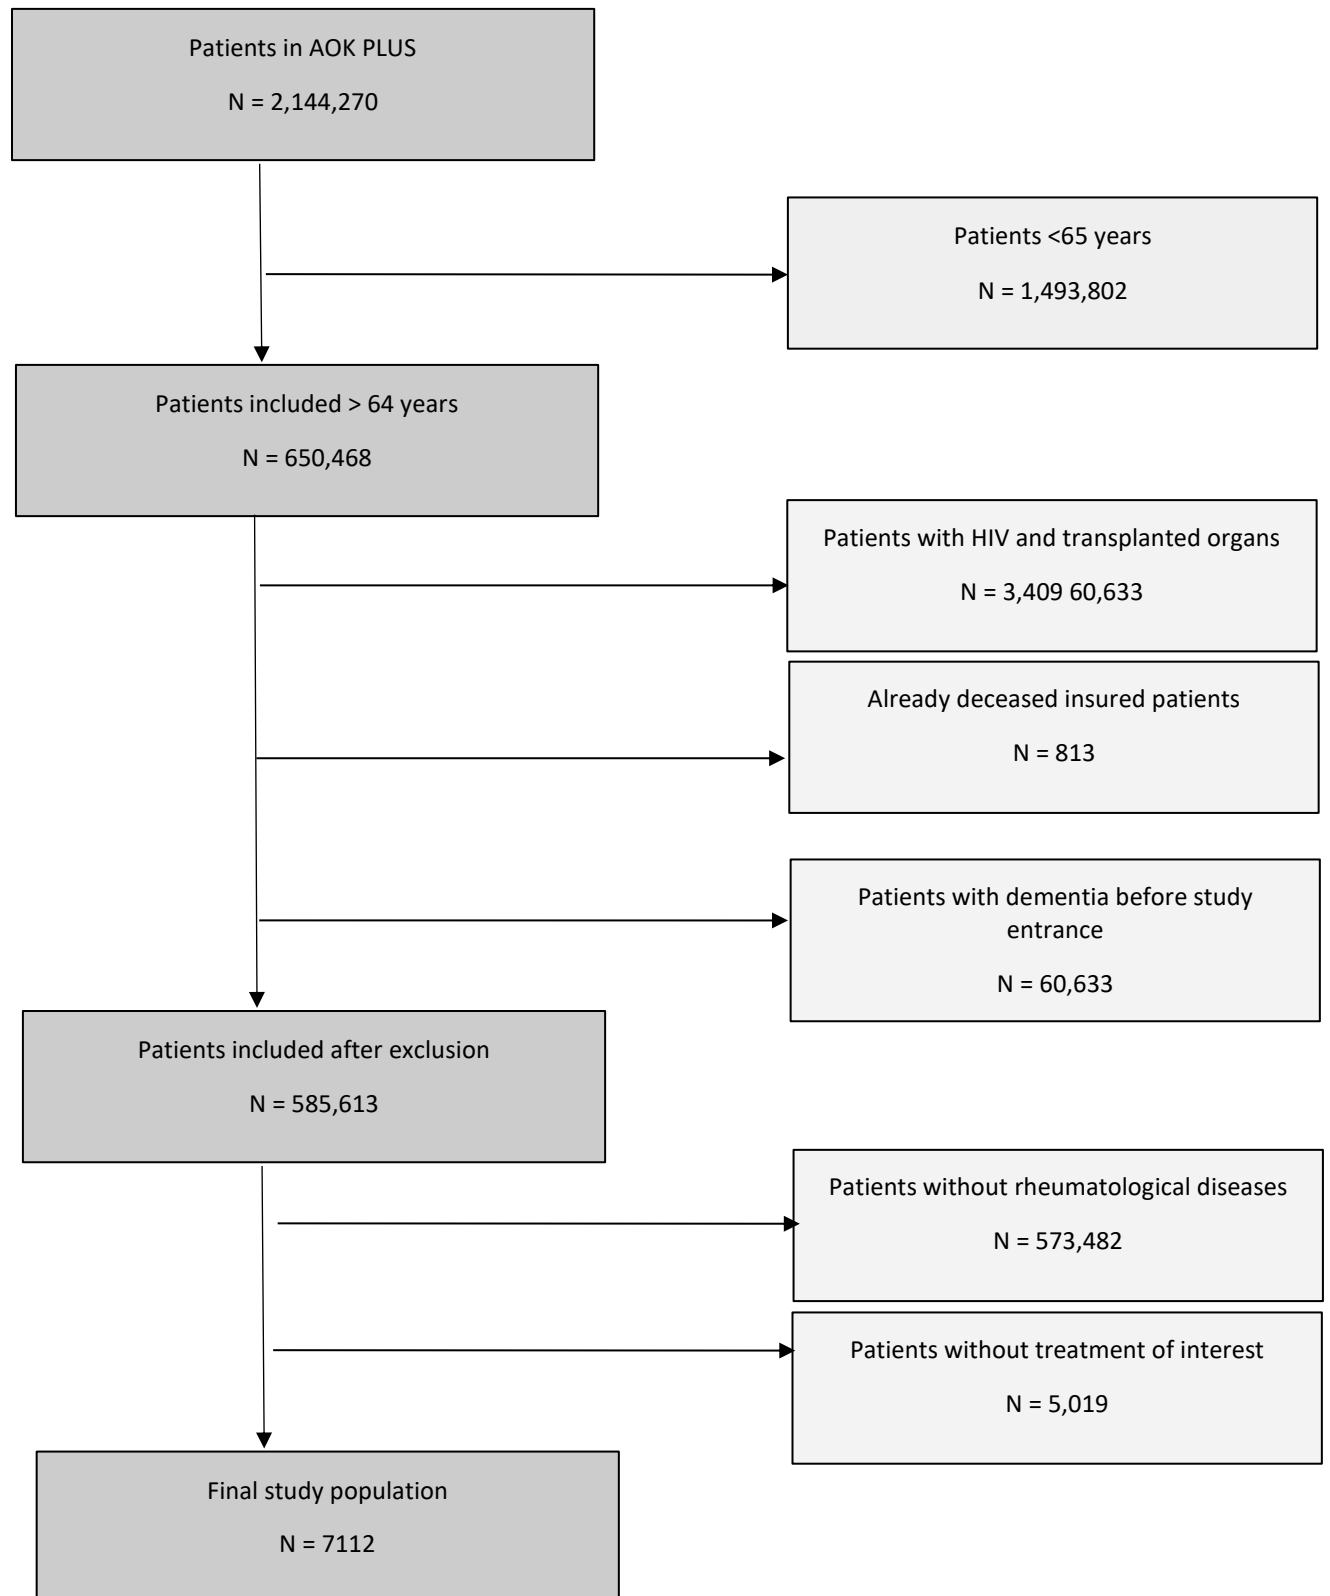 Patients in AOK PLUS
N = 2,144,270
Patients <65 years
N = 1,493,802
Patients included > 64 years
N = 650,468
Patients with HIV and transplanted organs
N = 3,409 60,633
Already deceased insured patients
N = 813
Patients with dementia before study
entrance
N = 60,633
Patients included after exclusion
N = 585,613
Patients without rheumatological diseases
N = 573,482
Patients without treatment of interest
N = 5,019
Final study population
N = 7112